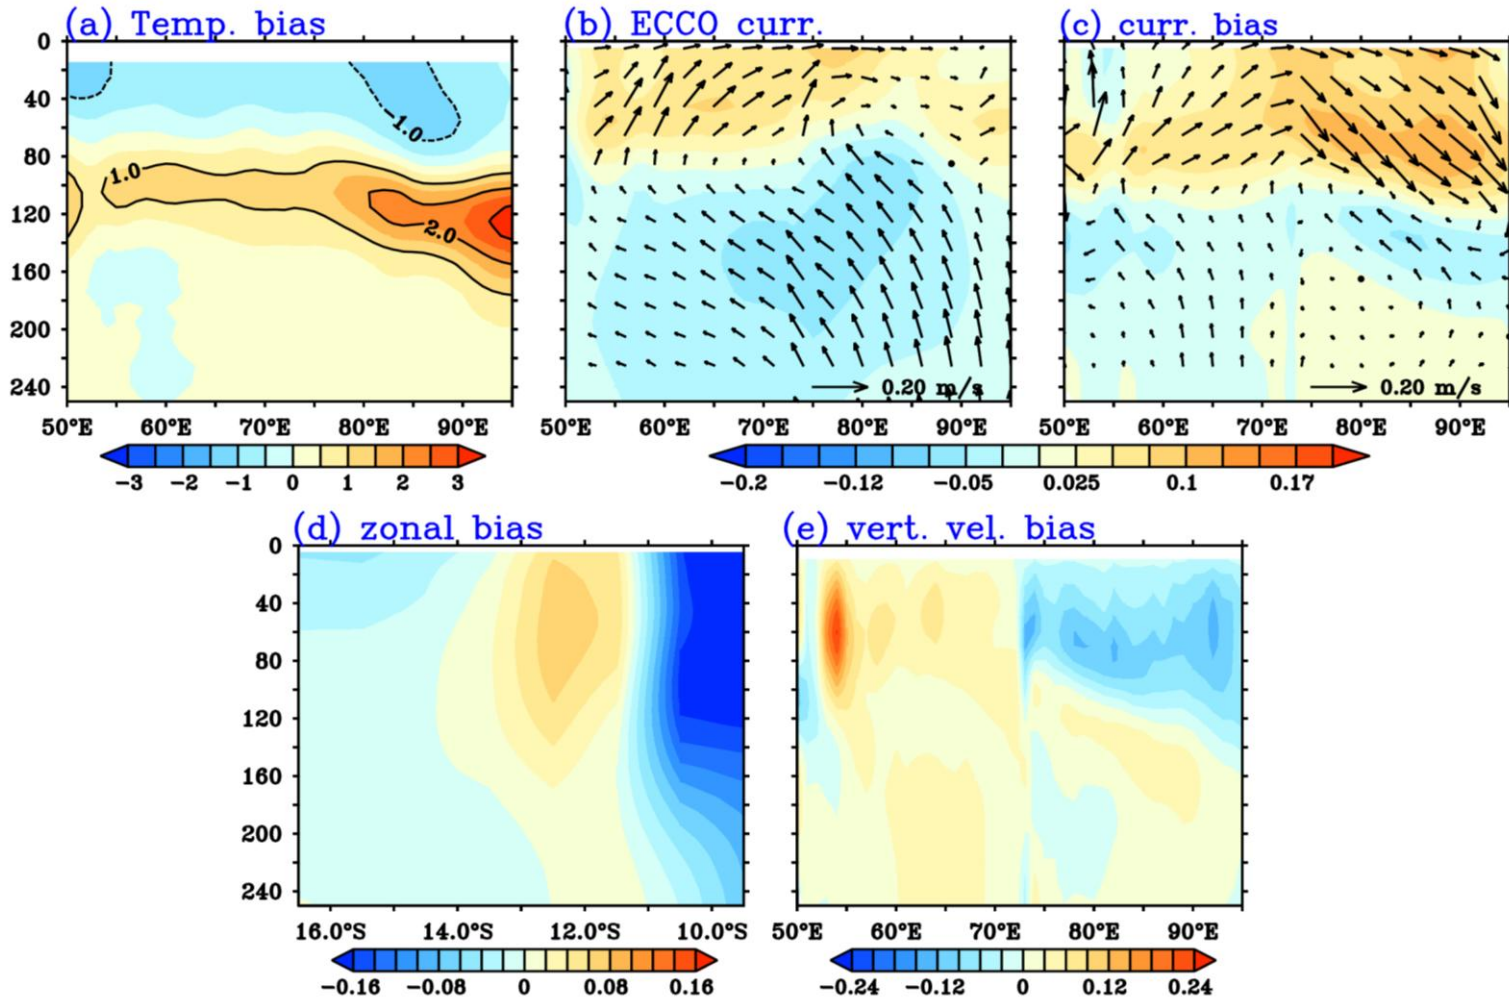 (a) Temp. bias
(b) ECCO curr.
(c) curr. bias
0
40
80
120
160
200
240
1.0
1.0
2.0
0.20 m/s
0.20 m/s
50°E 60°E 70°E 80°E 90°E
50°E 60°E 70°E 80°E 90°E
50°E 60°E 70°E 80°E 90°E
−3 −2 −1 0 1 2 3
−0.2 −0.12 −0.05 0.025 0.1 0.17
(d) zonal bias
(e) vert. vel. bias
0
40
80
120
160
200
240
16.0°S 14.0°S 12.0°S 10.0°S
50°E 60°E 70°E 80°E 90°E
−0.16 −0.08 0 0.08 0.16
−0.24 −0.12 0 0.12 0.24